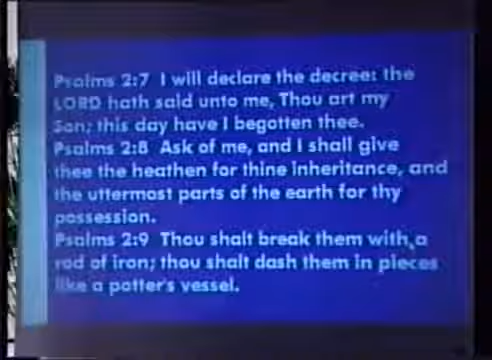 Psalms 2:7 I will declare the decree: the
LORD hath said unto me, Thou art my
Son; this day have I begotten thee.
Psalms 2:8 Ask of me, and I shall give
thee the heathen for thine inheritance, and
the uttermost parts of the earth for thy
possession.
Psalms 2:9 Thou shalt break them with a
rod of iron; thou shalt dash them in pieces
like a potter's vessel.